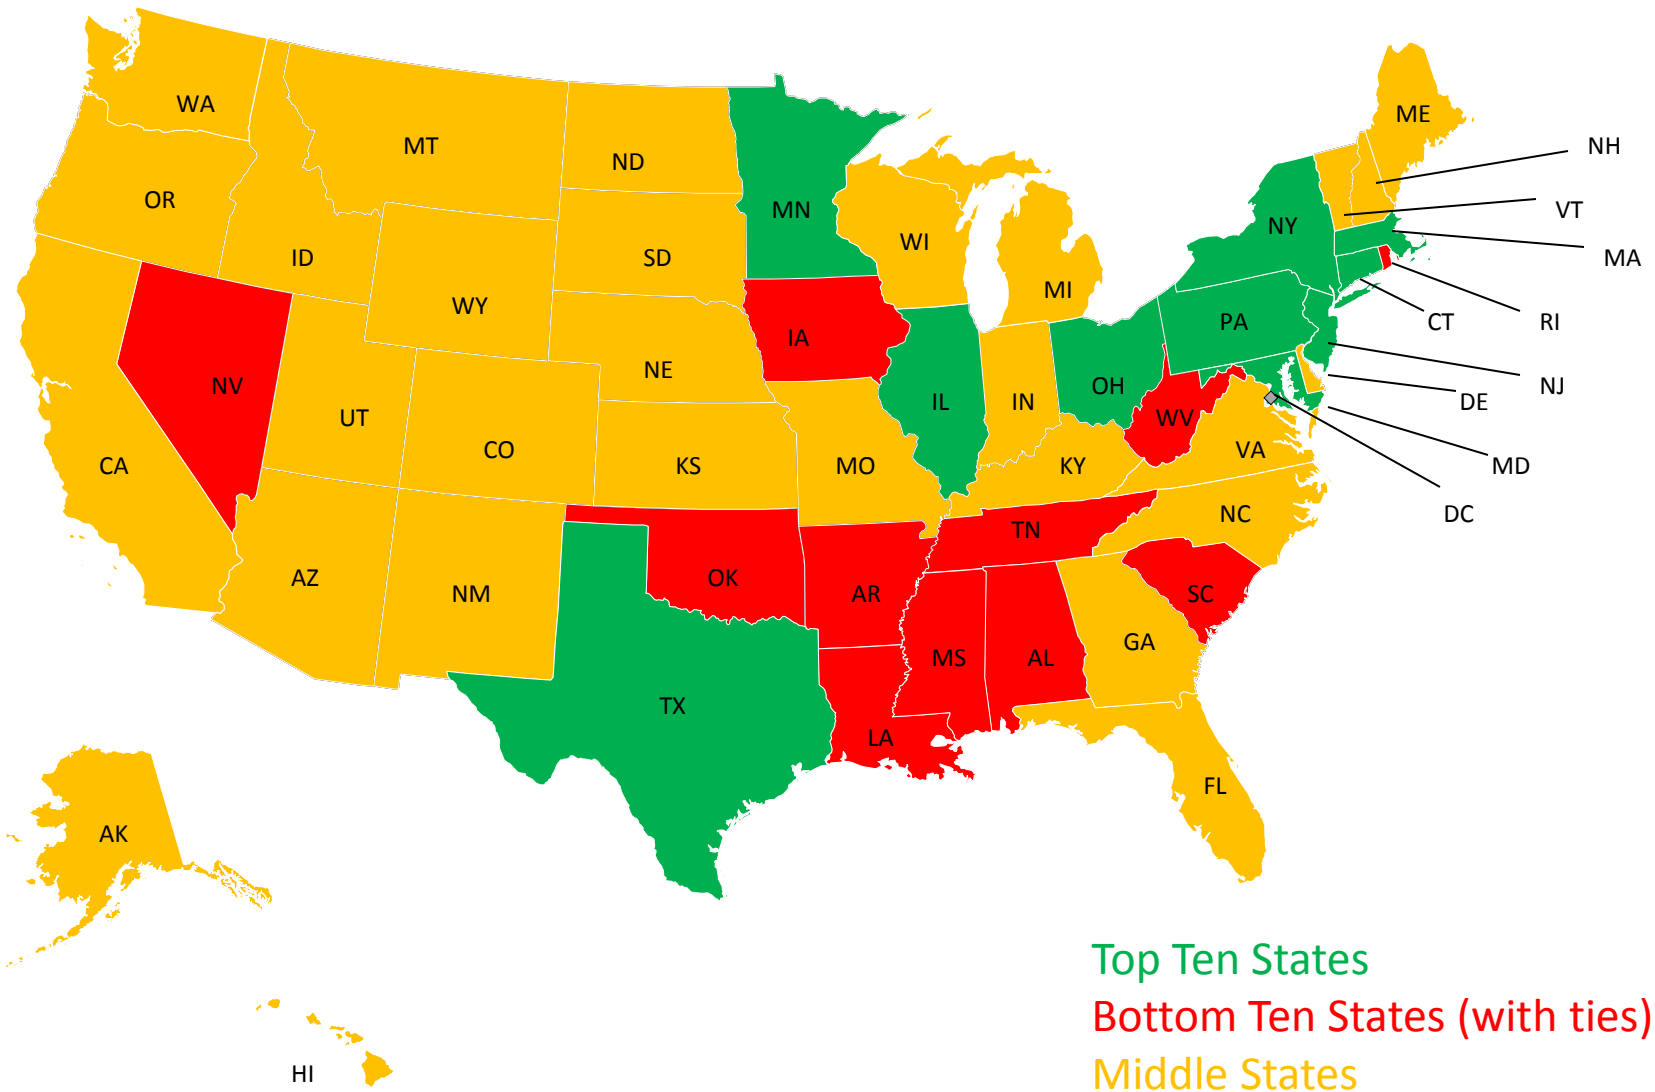 WA
MT
ND
MN
ME
NH
OR
ID
SD
WI
NY
VT
MA
WY
MI
PA
CT
RI
IA
NE
NV
OH
NJ
DE
UT
IL
IN
WV
CO
KS
MO
KY
VA
MD
CA
NC
DC
TN
AZ
NM
OK
AR
SC
MS
AL
GA
TX
LA
FL
AK
HI
Top Ten States
Bottom Ten States (with ties)
Middle States